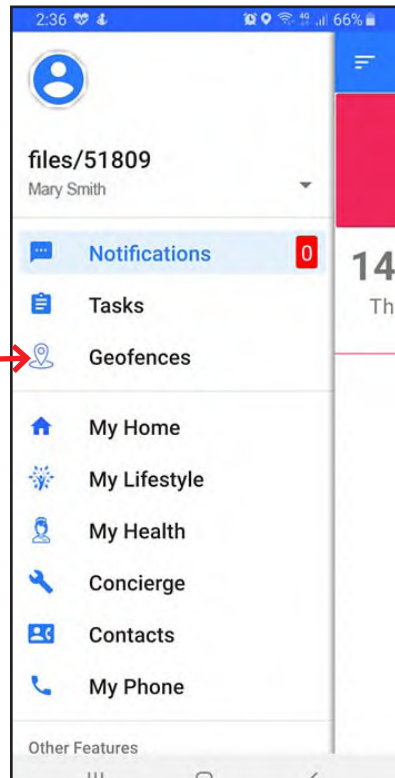 2:36 66%
files/51809
Mary Smith
Notifications 0
14
Th
Tasks
Geofences
My Home
My Lifestyle
My Health
Concierge
Contacts
My Phone
Other Features